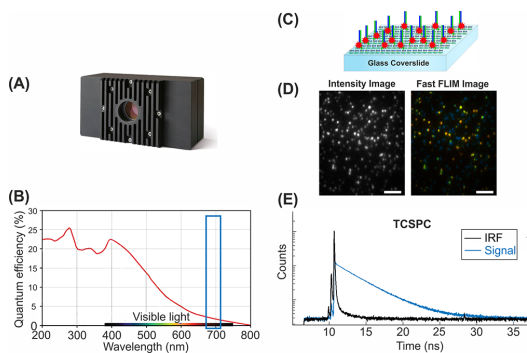 (A)
(B)
Quantum efficiency (%)
30
25
20
15
10
5
0
Visible light
200 300 400 500 600 700 800
Wavelength (nm)
(C)
Glass Coverslide
(D)
Intensity Image Fast FLIM Image
(E)
TCSPC
IRF
Signal
Counts
10 15 20 25 30 35
Time (ns)